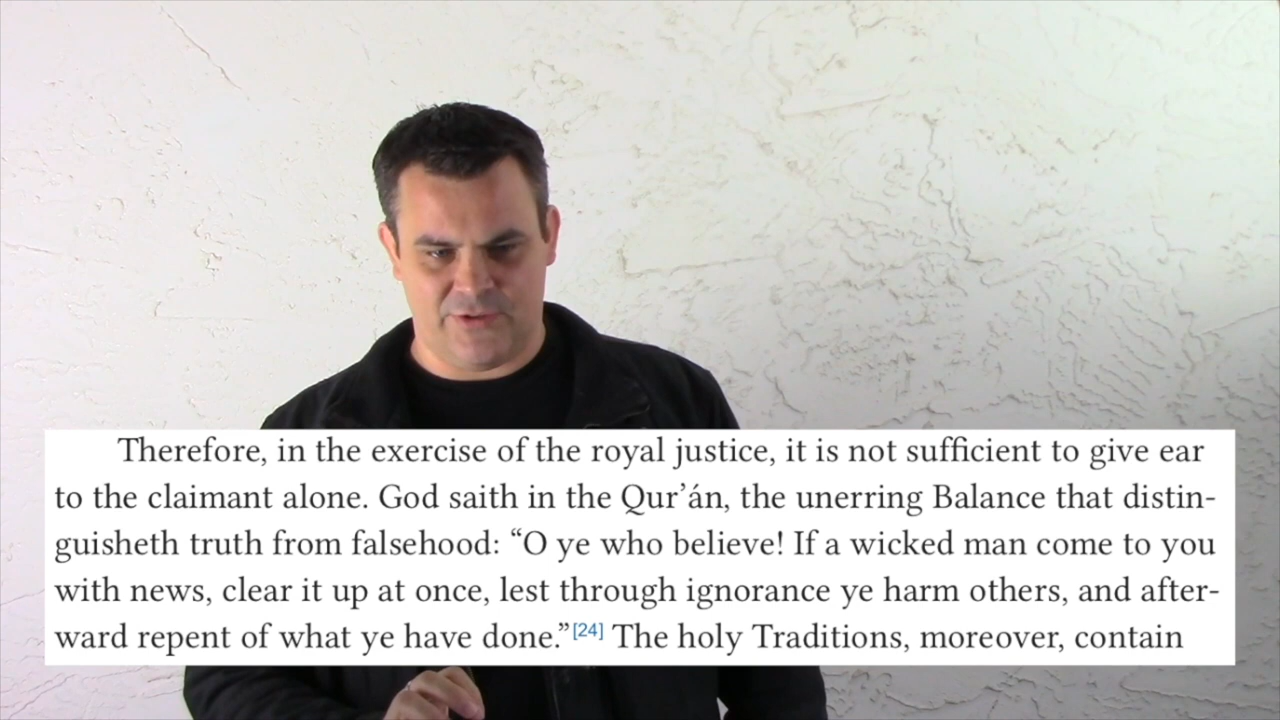 Therefore, in the exercise of the royal justice, it is not sufficient to give ear
to the claimant alone. God saith in the Qur’án, the unerring Balance that distin-
guisheth truth from falsehood: “O ye who believe! If a wicked man come to you
with news, clear it up at once, lest through ignorance ye harm others, and after-
ward repent of what ye have done.”[24] The holy Traditions, moreover, contain